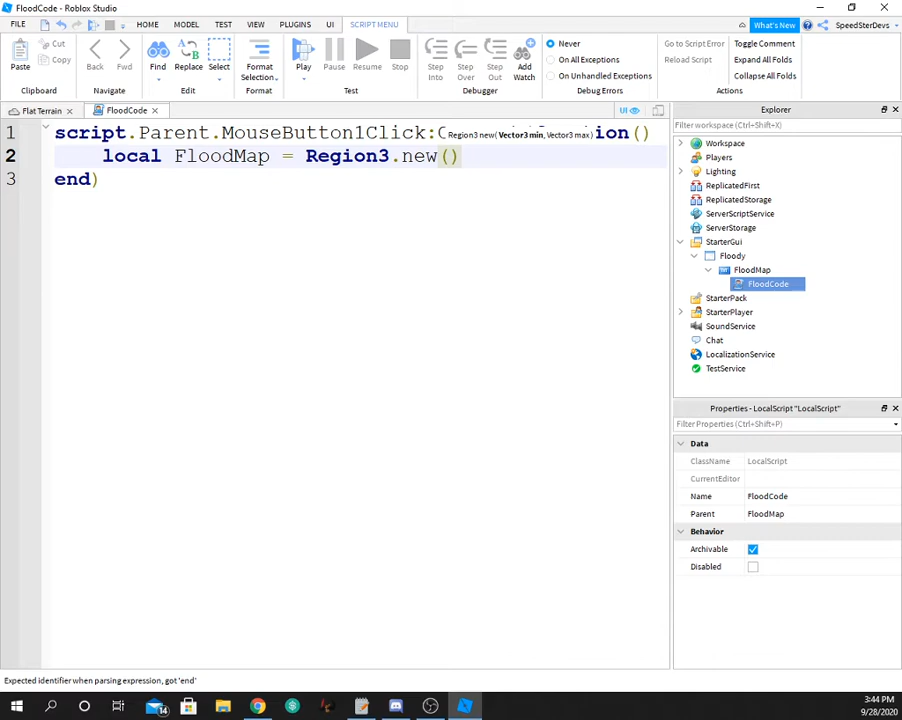 FloodCode - Roblox Studio
FILE HOME MODEL TEST VIEW PLUGINS UI SCRIPT MENU What's New SpeedSterDevs
Paste Cut Copy Back Fwd Find Replace Select Format Selection Play Pause Resume Stop Step Into Step Over Step Out Add Watch Never On All Exceptions On Unhandled Exceptions Go to Script Error Reload Script Toggle Comment Expand All Folds Collapse All Folds
Clipboard Navigate Edit Format Test Debugger Debug Errors Actions
Flat Terrain FloodCode UI
1 script.Parent.MouseButton1Click:C Region3 new(Vector3 min, Vector3 max) ion()
2 local FloodMap = Region3.new()
3 end)
Explorer
Filter workspace (Ctrl+Shift+X)
Workspace
Players
Lighting
ReplicatedFirst
ReplicatedStorage
ServerScriptService
ServerStorage
StarterGui
Floody
FloodMap
FloodCode
StarterPack
StarterPlayer
SoundService
Chat
LocalizationService
TestService
Properties - LocalScript "LocalScript"
Filter Properties (Ctrl+Shift+P)
Data
ClassName LocalScript
CurrentEditor
Name FloodCode
Parent FloodMap
Behavior
Archivable
Disabled
Expected identifier when parsing expression, got 'end'
3:44 PM
9/28/2020